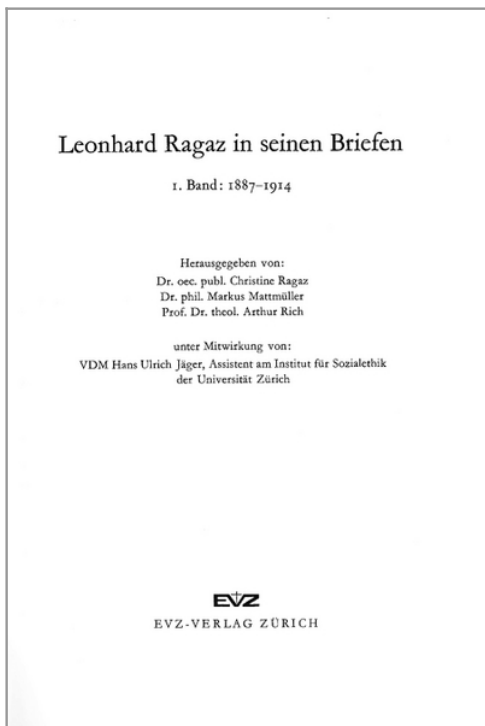 Leonhard Ragaz in seinen Briefen
1. Band: 1887–1914
Herausgegeben von:
Dr. oec. publ. Christine Ragaz
Dr. phil. Markus Mattmüller
Prof. Dr. theol. Arthur Rich
unter Mitwirkung von:
VDM Hans Ulrich Jäger, Assistent am Institut für Sozialethik
der Universität Zürich
EVZ
EVZ-VERLAG ZÜRICH